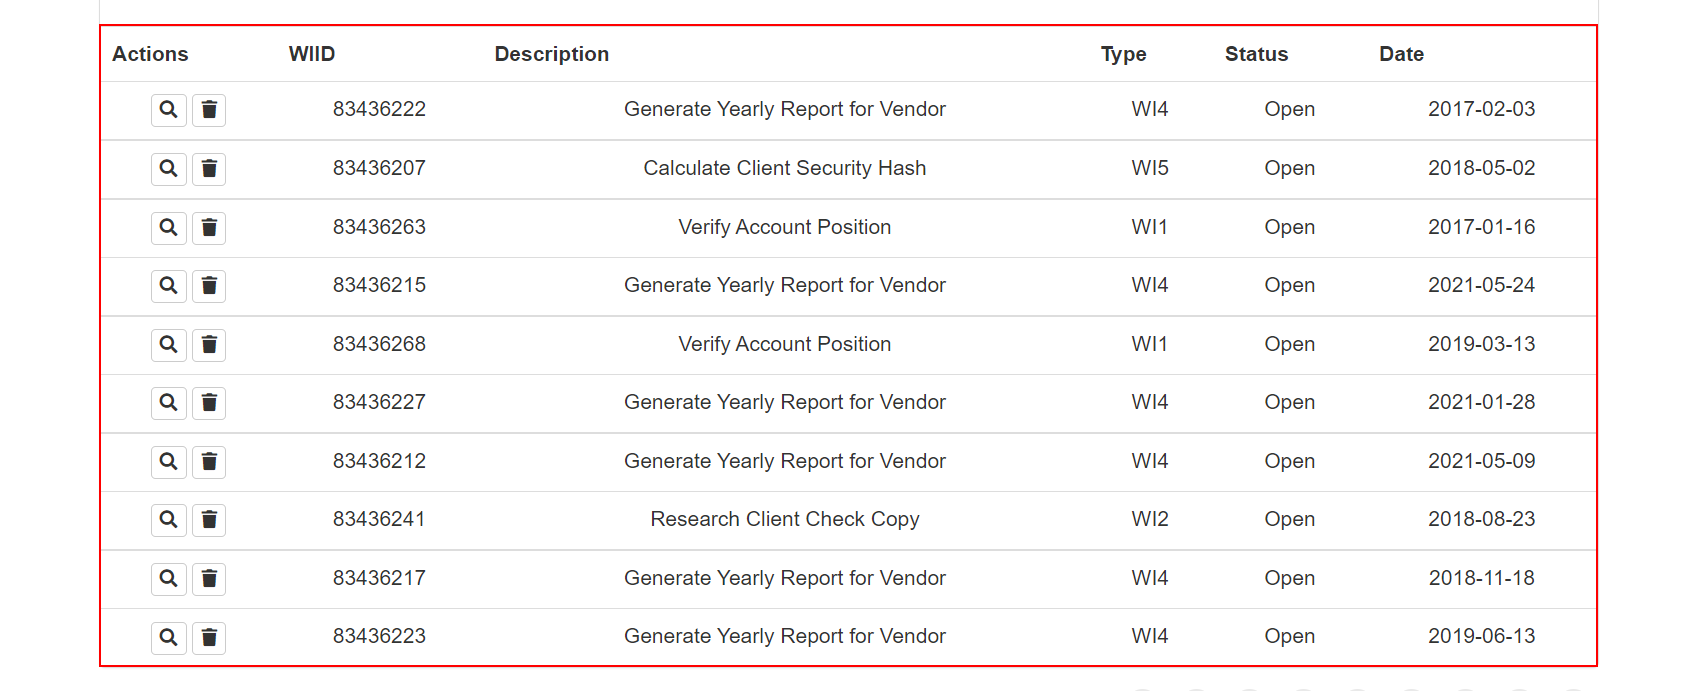 Actions WIID Description Type Status Date
83436222 Generate Yearly Report for Vendor WI4 Open 2017-02-03
83436207 Calculate Client Security Hash WI5 Open 2018-05-02
83436263 Verify Account Position WI1 Open 2017-01-16
83436215 Generate Yearly Report for Vendor WI4 Open 2021-05-24
83436268 Verify Account Position WI1 Open 2019-03-13
83436227 Generate Yearly Report for Vendor WI4 Open 2021-01-28
83436212 Generate Yearly Report for Vendor WI4 Open 2021-05-09
83436241 Research Client Check Copy WI2 Open 2018-08-23
83436217 Generate Yearly Report for Vendor WI4 Open 2018-11-18
83436223 Generate Yearly Report for Vendor WI4 Open 2019-06-13